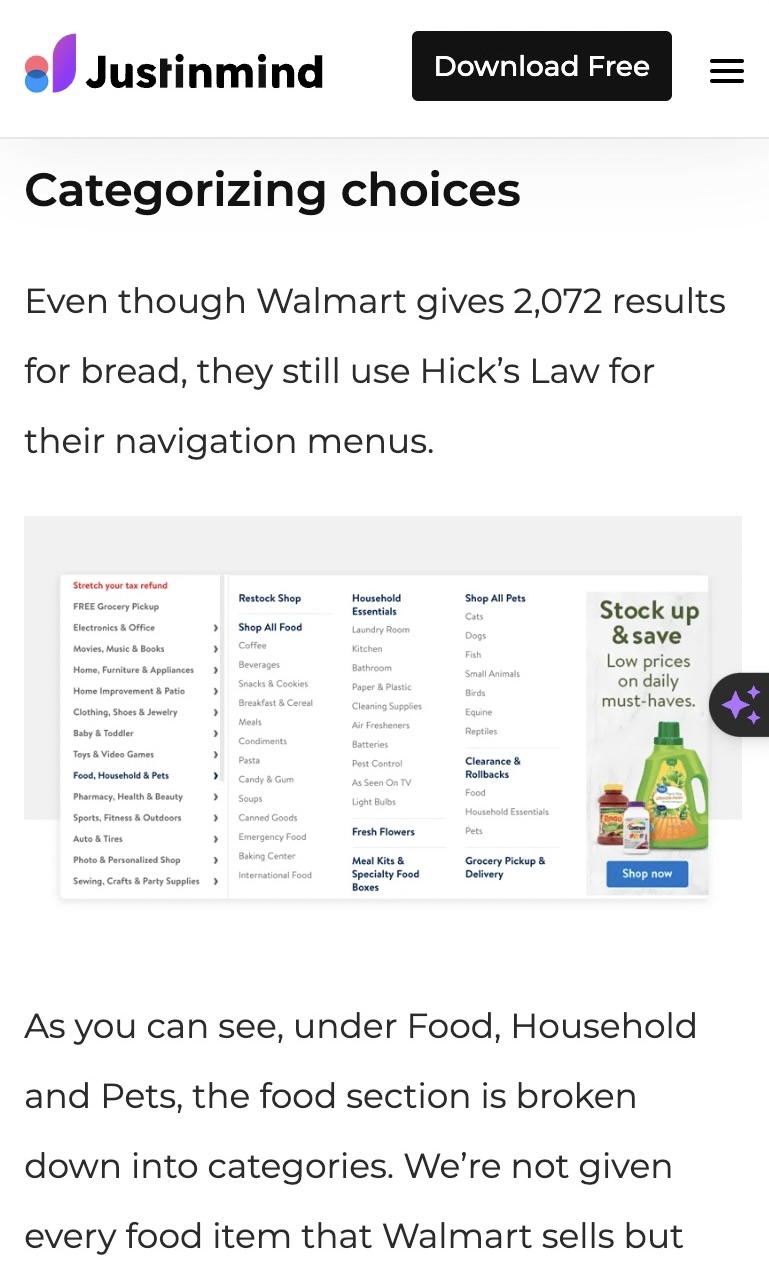 Justinmind
Download Free
Categorizing choices
Even though Walmart gives 2,072 results
for bread, they still use Hick’s Law for
their navigation menus.
Stretch your tax refund
FREE Grocery Pickup
Electronics & Office
Movies, Music & Books
Home, Furniture & Appliances
Home Improvement & Patio
Clothing, Shoes & Jewelry
Baby & Toddler
Toys & Video Games
Food, Household & Pets
Pharmacy, Health & Beauty
Sports, Fitness & Outdoors
Auto & Tires
Photo & Personalized Shop
Sewing, Crafts & Party Supplies
Restock Shop
Shop All Food
Coffee
Beverages
Snacks & Cookies
Breakfast & Cereal
Meals
Condiments
Pasta
Candy & Gum
Soups
Canned Goods
Emergency Food
Baking Center
International Food
Household
Essentials
Laundry Room
Kitchen
Bathroom
Paper & Plastic
Cleaning Supplies
Air Fresheners
Batteries
Pest Control
As Seen On TV
Light Bulbs
Fresh Flowers
Meal Kits &
Specialty Food
Boxes
Shop All Pets
Cats
Dogs
Fish
Small Animals
Birds
Equine
Reptiles
Clearance &
Rollbacks
Food
Household Essentials
Pets
Grocery Pickup &
Delivery
Stock up
& save
Low prices
on daily
must-haves.
Shop now
As you can see, under Food, Household
and Pets, the food section is broken
down into categories. We’re not given
every food item that Walmart sells but